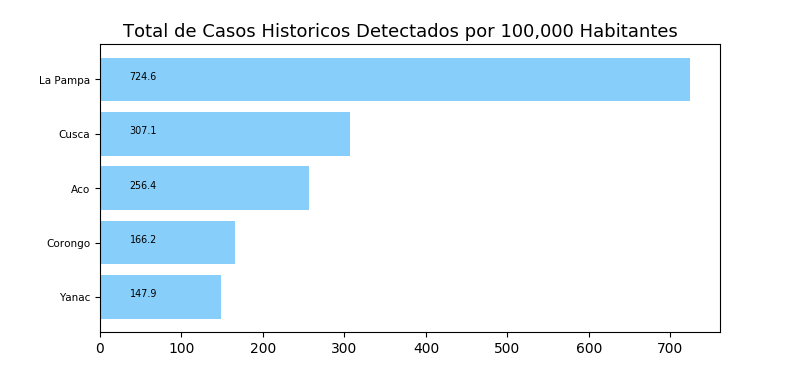 Total de Casos Historicos Detectados por 100,000 Habitantes
La Pampa 724.6
Cusca 307.1
Aco 256.4
Corongo 166.2
Yanac 147.9
0 100 200 300 400 500 600 700